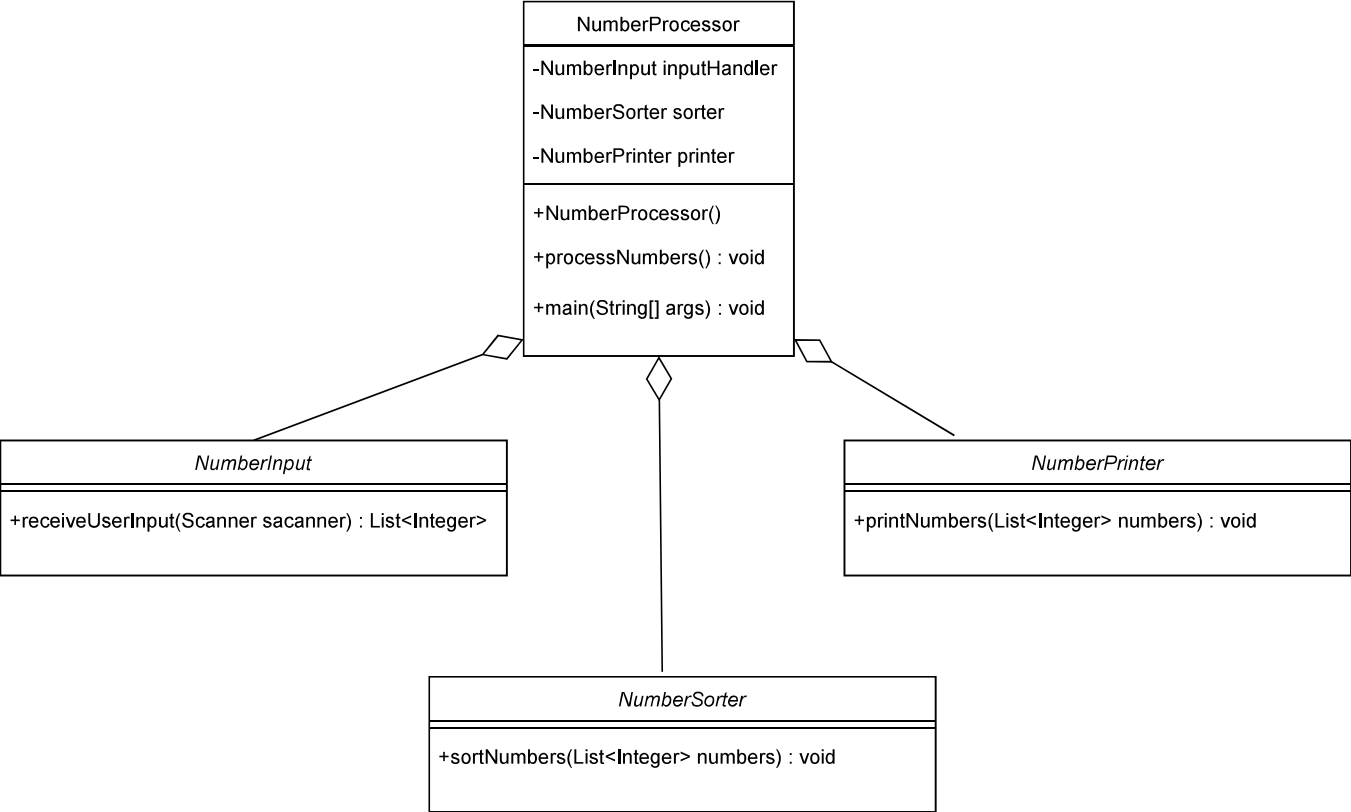 NumberProcessor
-NumberInput inputHandler
-NumberSorter sorter
-NumberPrinter printer
+NumberProcessor()
+processNumbers() : void
+main(String[] args) : void
NumberInput
+receiveUserInput(Scanner sacanner) : List<Integer>
NumberPrinter
+printNumbers(List<Integer> numbers) : void
NumberSorter
+sortNumbers(List<Integer> numbers) : void